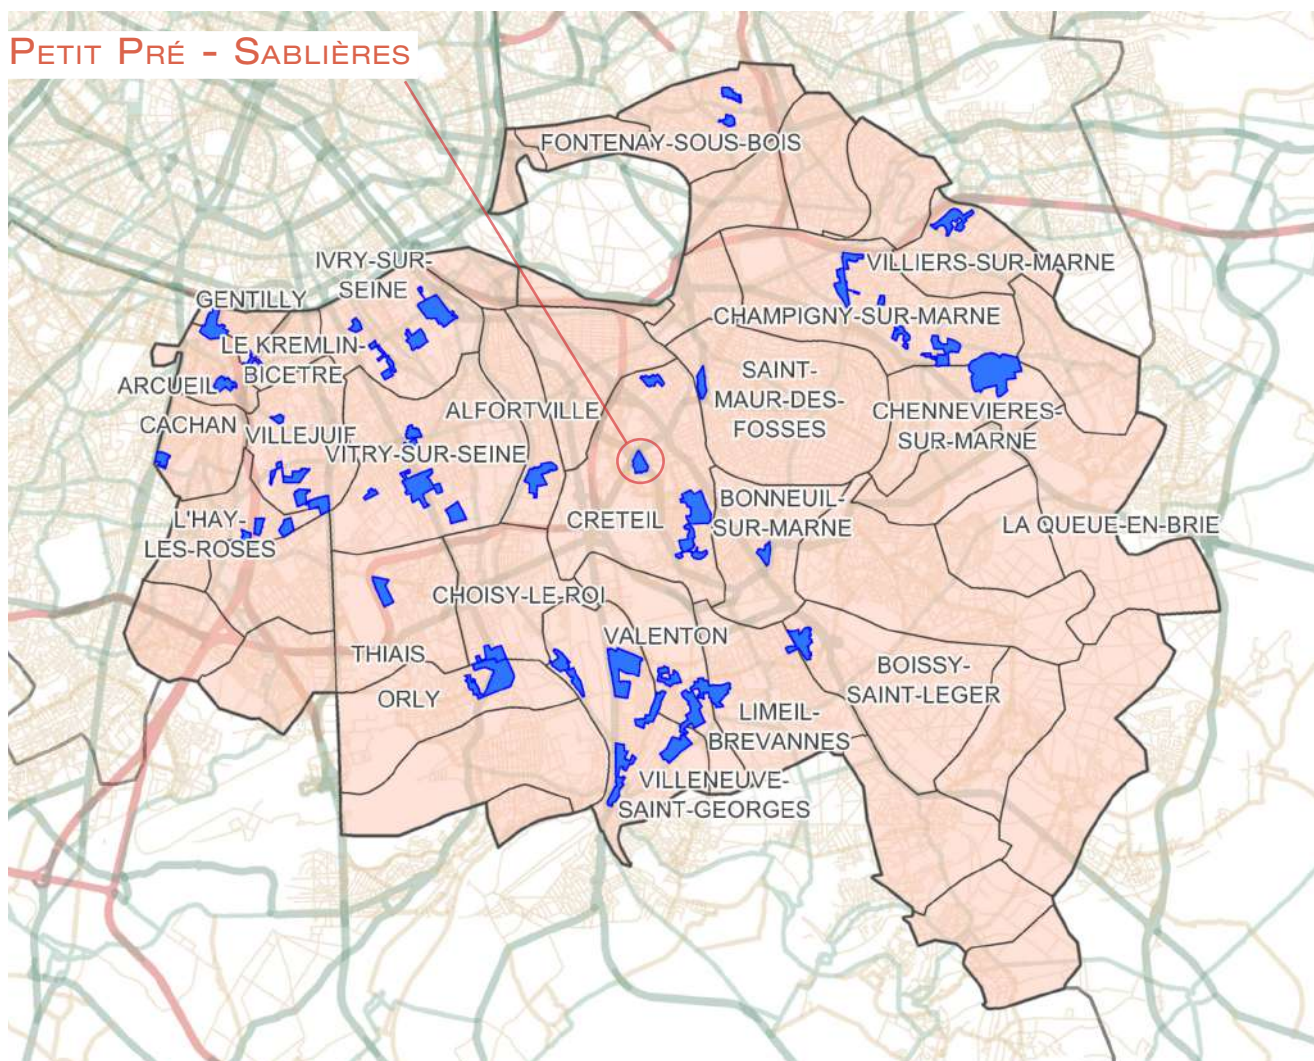 PETIT PRÉ - SABLIÈRES
FONTENAY-SOUS-BOIS
IVRY-SUR-
SEINE
VILLIERS-SUR-MARNE
GENTILLY
CHAMPIGNY-SUR-MARNE
LE KREMLIN-
BICETRE
ARCUEIL
SAINT-
MAUR-DES-
FOSSES
ALFORTVILLE
CHENNEVIERES-
SUR-MARNE
CACHAN
VILLEJUIF
VITRY-SUR-SEINE
BONNEUIL-
SUR-MARNE
L'HAY-
LES-ROSES
CRETEIL
LA QUEUE-EN-BRIE
CHOISY-LE-ROI
VALENTON
THIAIS
BOISSY-
SAINT-LEGER
ORLY
LIMEIL-
BREVANNES
VILLENEUVE-
SAINT-GEORGES